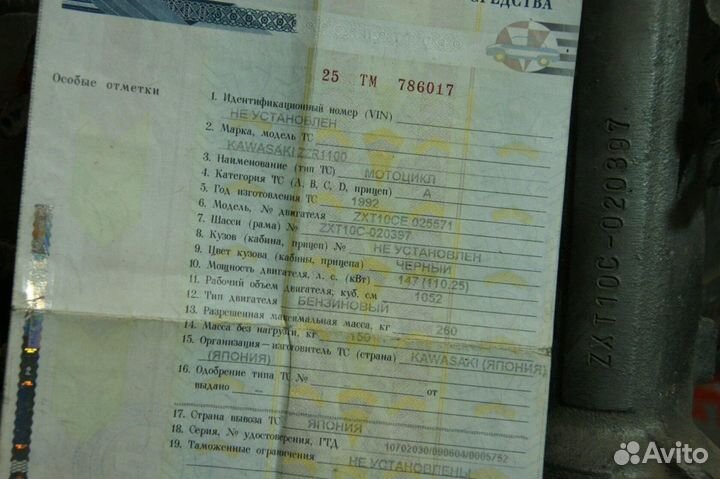 СРЕДСТВА
25 ТМ 786017
Особые отметки
1. Идентификационный номер (VIN)
НЕ УСТАНОВЛЕН
2. Марка, модель ТС
KAWASAKI ZZR1100
3. Наименование (тип ТС) МОТОЦИКЛ
4. Категория ТС (A, B, C, D, прицеп) А
5. Год изготовления ТС 1992
6. Модель, № двигателя ZXT10CE 025571
7. Шасси (рама) № ZXT10C-020397
8. Кузов (кабина, прицеп) № НЕ УСТАНОВЛЕН
9. Цвет кузова (кабины, прицепа) ЧЕРНЫЙ
10. Мощность двигателя, л. с. (кВт) 147 (110,25)
11. Рабочий объем двигателя, куб. см 1052
12. Тип двигателя БЕНЗИНОВЫЙ
13. Разрешенная максимальная масса, кг 260
14. Масса без нагрузки, кг 150
15. Организация-изготовитель ТС (страна) KAWASAKI (ЯПОНИЯ)
(ЯПОНИЯ)
16. Одобрение типа ТС № от
выдано
17. Страна вывоза ТС ЯПОНИЯ
18. Серия, № удостоверения, ГТД 10702030/090604/0005752
19. Таможенные ограничения НЕ УСТАНОВЛЕНЫ
ZXT10C-020397
Avito